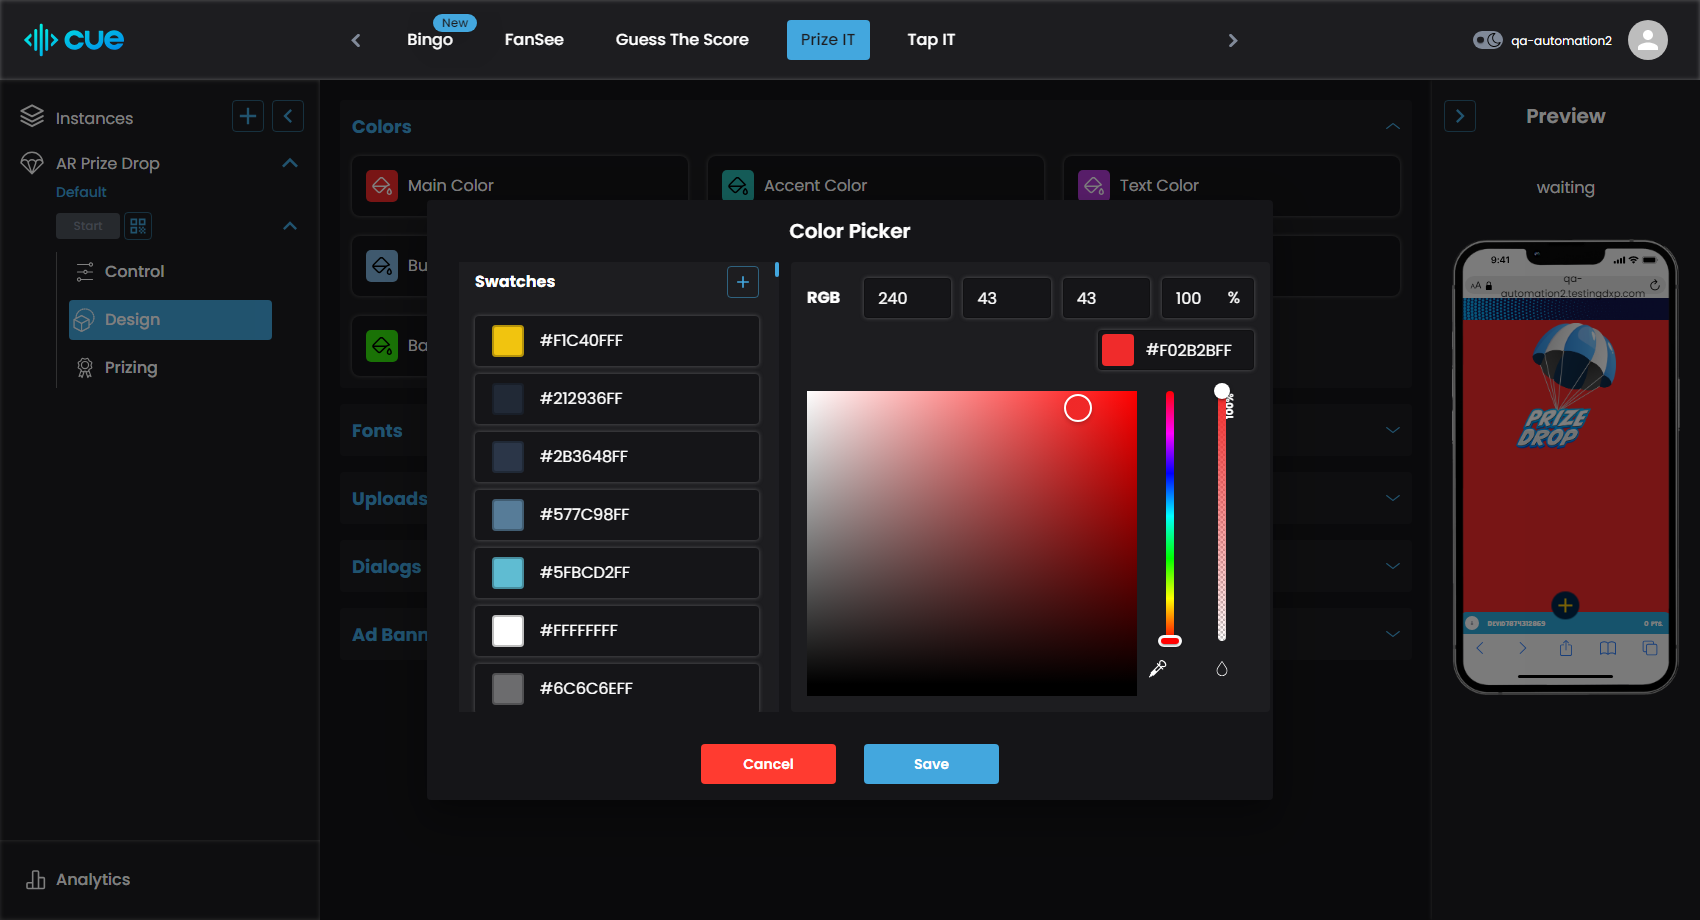 cue
New
Bingo
FanSee
Guess The Score
Prize IT
Tap IT
qa-automation2
Instances
AR Prize Drop
Default
Start
Control
Design
Prizing
Analytics
Colors
Main Color
Accent Color
Text Color
Bu
Ba
Fonts
Uploads
Dialogs
Ad Bann
Color Picker
Swatches
#F1C40FFF
#212936FF
#2B3648FF
#577C98FF
#5FBCD2FF
#FFFFFFFF
#6C6C6EFF
RGB
240
43
43
100 %
#F02B2BFF
100%
Cancel
Save
Preview
waiting
9:41
AA
qa-
automation2.testingdxp.com
PRIZE
DROP
0 PTS.